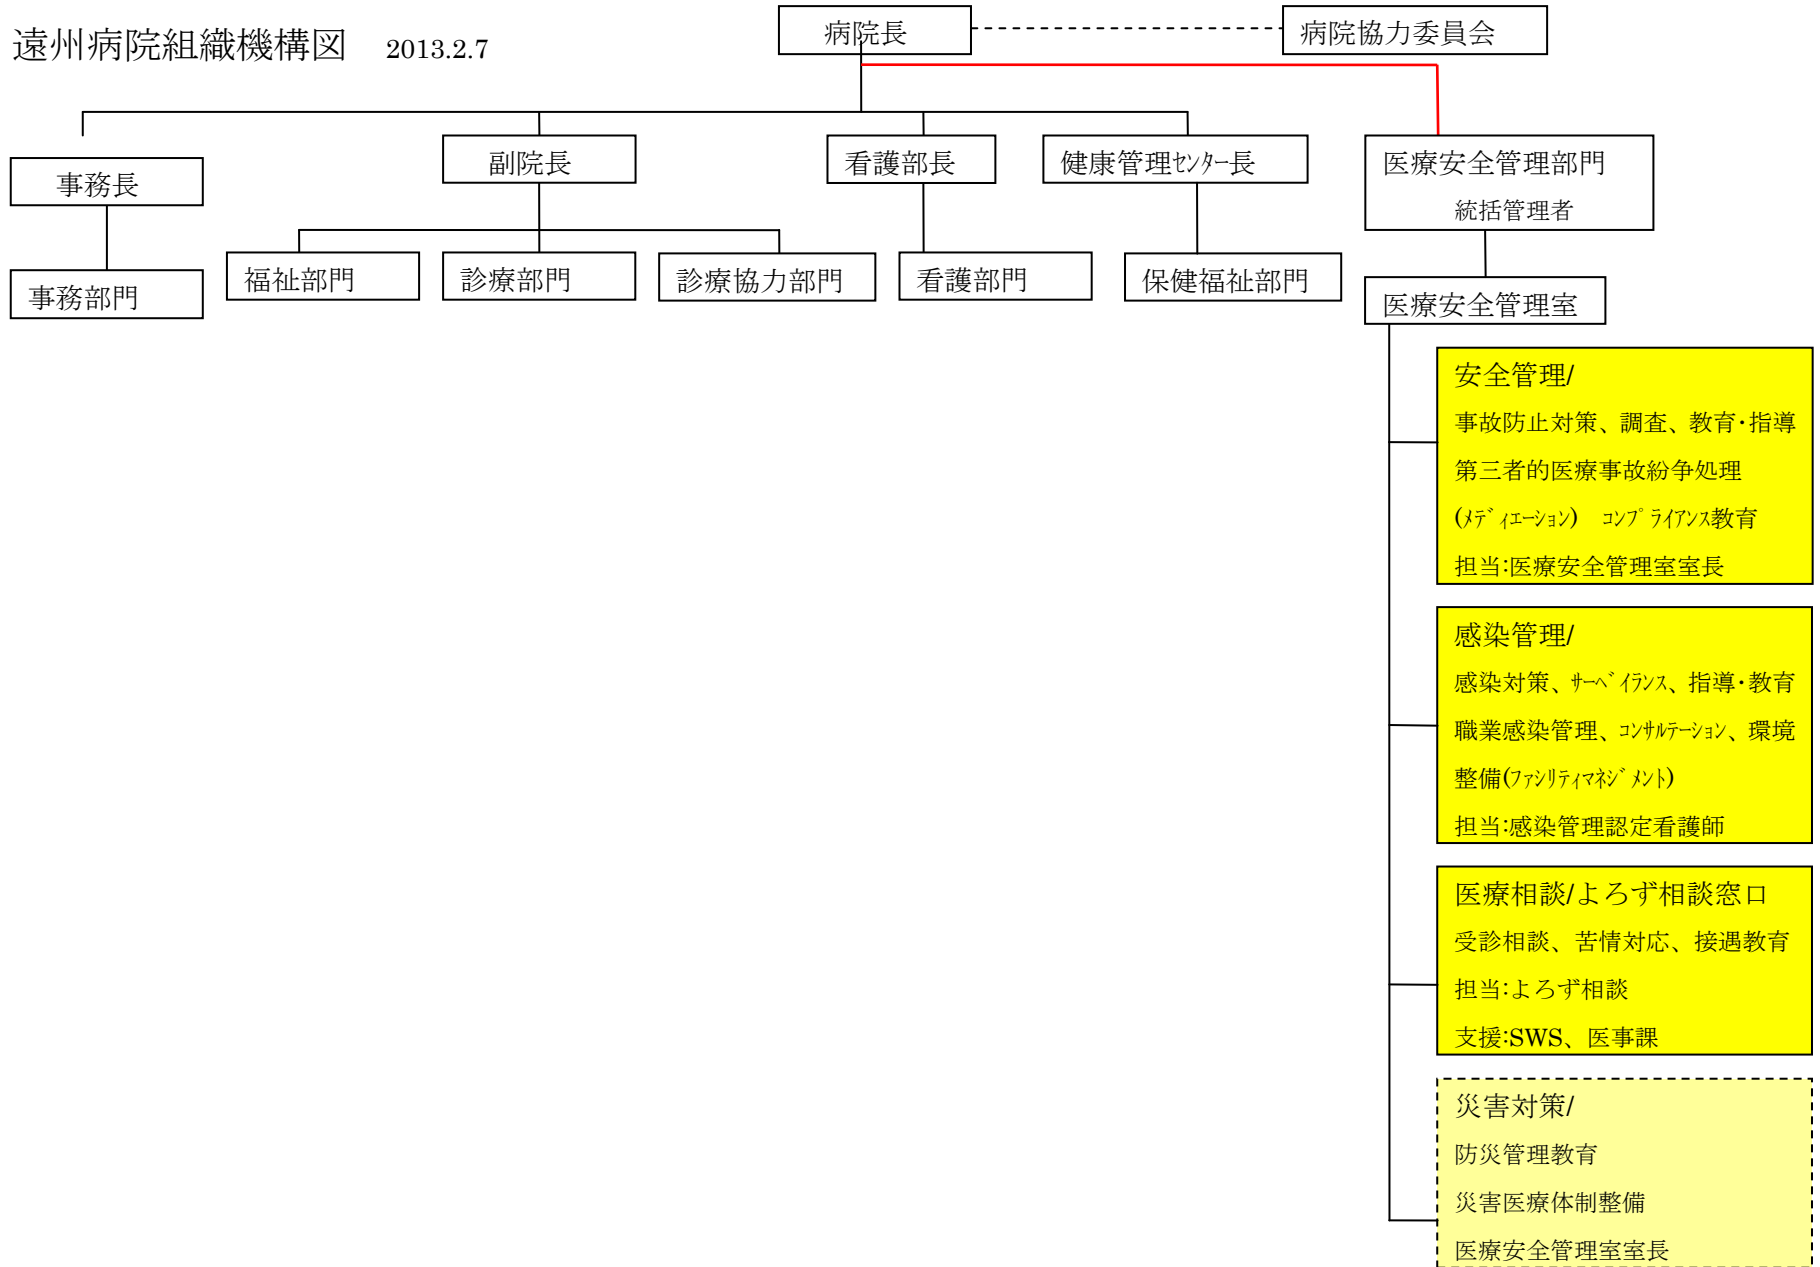 遠州病院組織機構図 2013.2.7
病院長
病院協力委員会
事務長
副院長
看護部長
健康管理ｾﾝﾀｰ長
医療安全管理部門
統括管理者
事務部門
福祉部門
診療部門
診療協力部門
看護部門
保健福祉部門
医療安全管理室
安全管理/
事故防止対策、調査、教育・指導
第三者的医療事故紛争処理
(ﾒﾃﾞｨｴｰｼｮﾝ) ｺﾝﾌﾟﾗｲｱﾝｽ教育
担当:医療安全管理室室長
感染管理/
感染対策、ｻｰﾍﾞｲﾗﾝｽ、指導・教育
職業感染管理、ｺﾝｻﾙﾃｰｼｮﾝ、環境
整備(ﾌｧｼﾘﾃｨﾏﾈｼﾞﾒﾝﾄ)
担当:感染管理認定看護師
医療相談/よろず相談窓口
受診相談、苦情対応、接遇教育
担当:よろず相談
支援:SWS、医事課
災害対策/
防災管理教育
災害医療体制整備
医療安全管理室室長